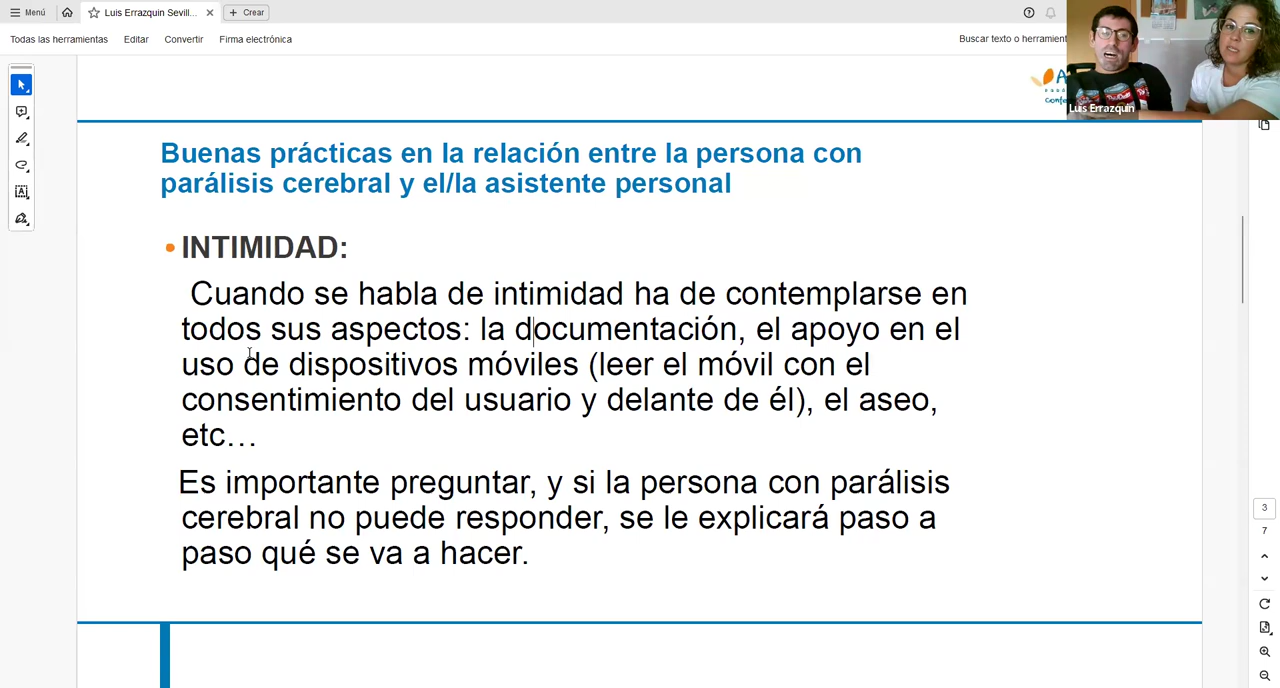 Menú
Luis Errazquin Sevill...
Crear
Todas las herramientas
Editar
Convertir
Firma electrónica
Buscar texto o herramient
Luis Errazquin
Buenas prácticas en la relación entre la persona con
parálisis cerebral y el/la asistente personal
• INTIMIDAD:
Cuando se habla de intimidad ha de contemplarse en
todos sus aspectos: la documentación, el apoyo en el
uso de dispositivos móviles (leer el móvil con el
consentimiento del usuario y delante de él), el aseo,
etc…
Es importante preguntar, y si la persona con parálisis
cerebral no puede responder, se le explicará paso a
paso qué se va a hacer.
3
7